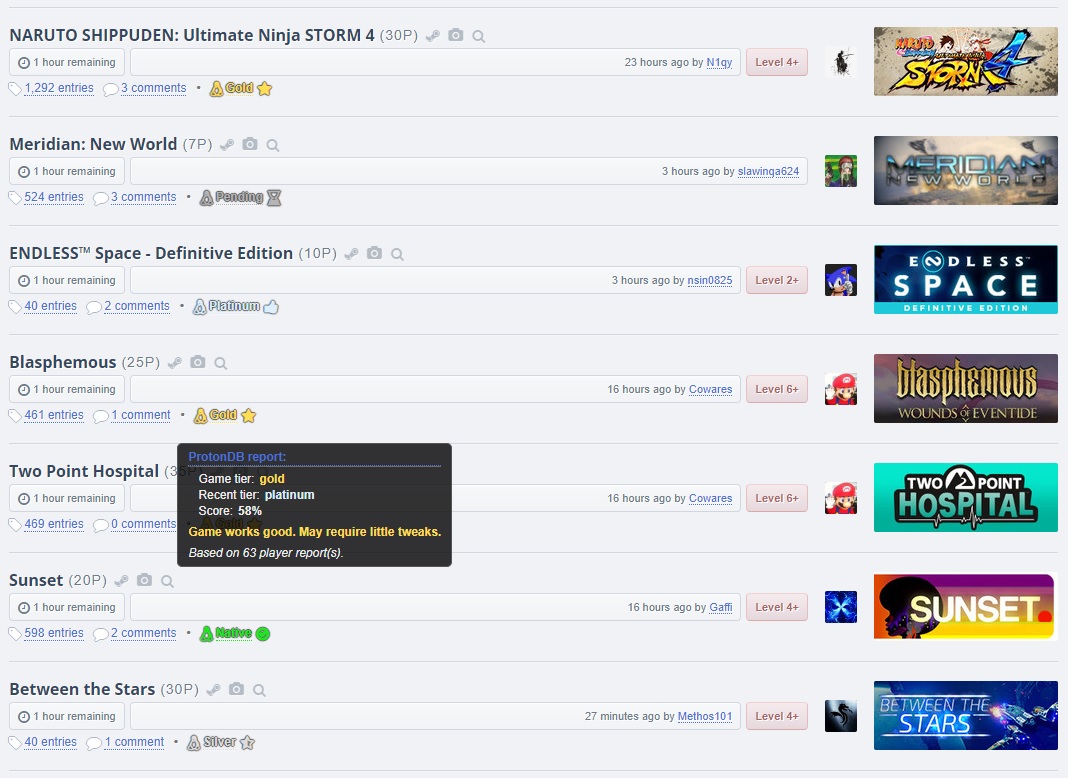 NARUTO SHIPPUDEN: Ultimate Ninja STORM 4 (30P)
1 hour remaining
23 hours ago by N1qy
Level 4+
1,292 entries 3 comments • Gold
NARUTO SHIPPUDEN ULTIMATE NINJA STORM 4
Meridian: New World (7P)
1 hour remaining
3 hours ago by slawinga624
524 entries 3 comments • Pending
MERIDIAN
NEW WORLD
ENDLESS™ Space - Definitive Edition (10P)
1 hour remaining
3 hours ago by nsin0825
Level 2+
40 entries 2 comments • Platinum
ENDLESS™
SPACE
DEFINITIVE EDITION
Blasphemous (25P)
1 hour remaining
16 hours ago by Cowares
Level 6+
461 entries 1 comment • Gold
blasphemous
WOUNDS OF EVENTIDE
ProtonDB report:
Game tier: gold
Recent tier: platinum
Score: 58%
Game works good. May require little tweaks.
Based on 63 player report(s).
Two Point Hospital (35P)
1 hour remaining
16 hours ago by Cowares
Level 6+
469 entries 0 comments
TWO POINT
HOSPITAL
Sunset (20P)
1 hour remaining
16 hours ago by Gaffi
Level 4+
598 entries 2 comments • Native
SUNSET
Between the Stars (30P)
1 hour remaining
27 minutes ago by Methos101
Level 4+
40 entries 1 comment • Silver
BETWEEN THE
STARS